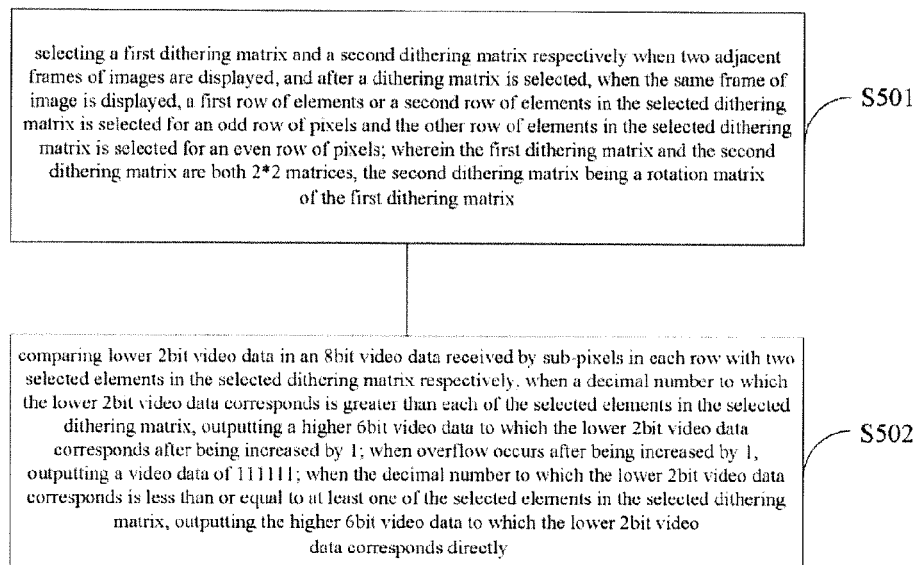 selecting a first dithering matrix and a second dithering matrix respectively when two adjacent
frames of images are displayed, and after a dithering matrix is selected, when the same frame of
image is displayed, a first row of elements or a second row of elements in the selected dithering
matrix is selected for an odd row of pixels and the other row of elements in the selected dithering
matrix is selected for an even row of pixels; wherein the first dithering matrix and the second
dithering matrix are both 2*2 matrices, the second dithering matrix being a rotation matrix
of the first dithering matrix
S501
comparing lower 2bit video data in an 8bit video data received by sub-pixels in each row with two
selected elements in the selected dithering matrix respectively, when a decimal number to which
the lower 2bit video data corresponds is greater than each of the selected elements in the selected
dithering matrix, outputting a higher 6bit video data to which the lower 2bit video data
corresponds after being increased by 1; when overflow occurs after being increased by 1,
outputting a video data of 111111; when the decimal number to which the lower 2bit video data
corresponds is less than or equal to at least one of the selected elements in the selected dithering
matrix, outputting the higher 6bit video data to which the lower 2bit video
data corresponds directly
S502